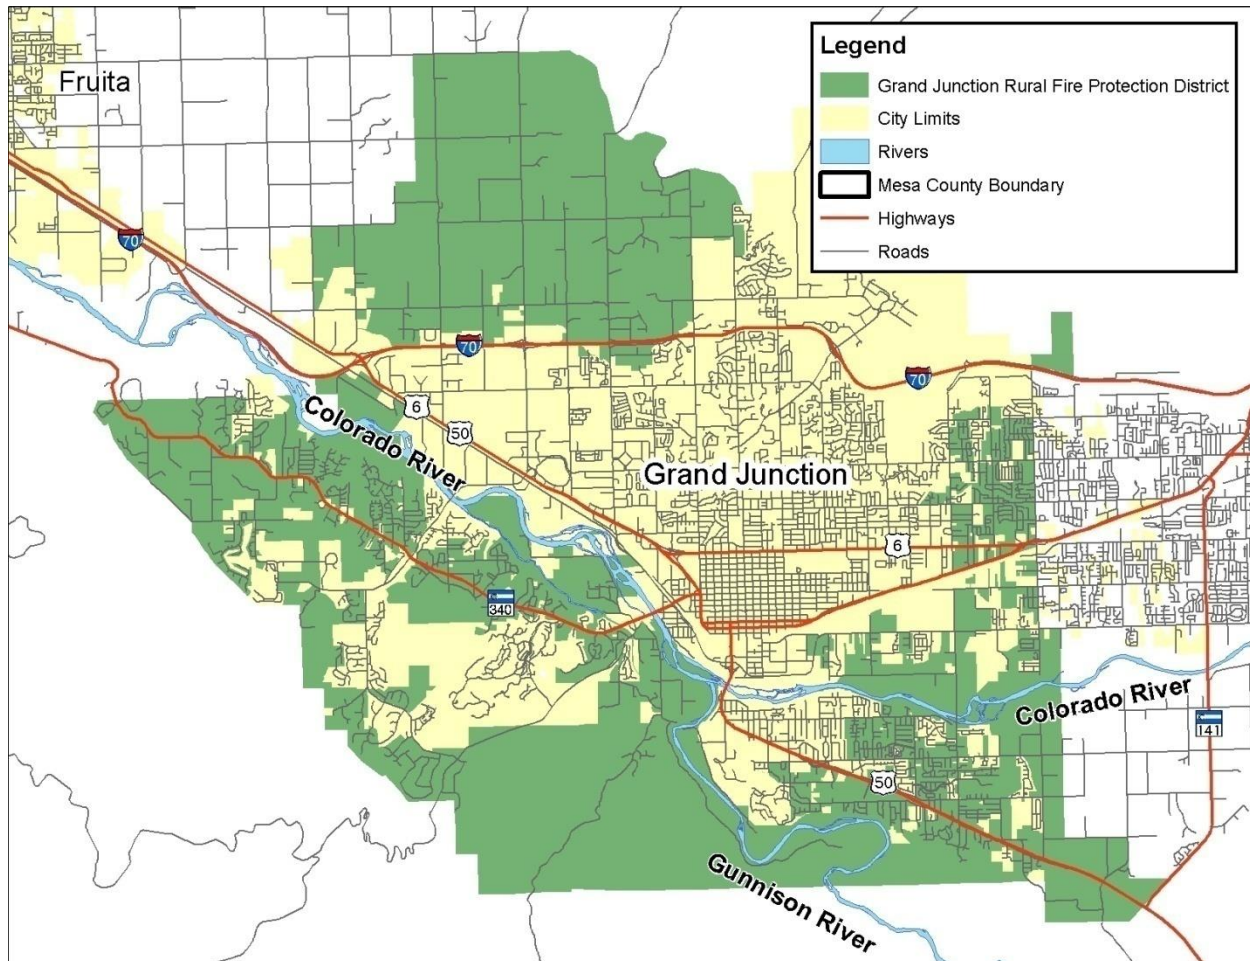 Fruita
Legend
Grand Junction Rural Fire Protection District
City Limits
Rivers
Mesa County Boundary
Highways
Roads
70
70
70
6
50
Colorado River
Grand Junction
6
340
Colorado River
141
50
Gunnison River